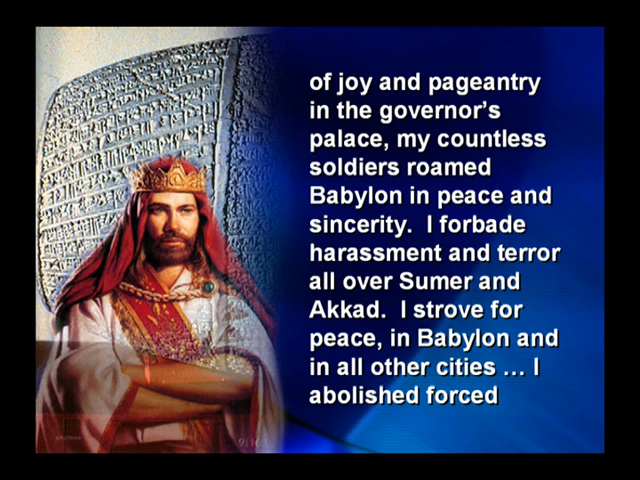 of joy and pageantry
in the governor's
palace, my countless
soldiers roamed
Babylon in peace and
sincerity.  I forbade
harassment and terror
all over Sumer and
Akkad.  I strove for
peace, in Babylon and
in all other cities … I
abolished forced